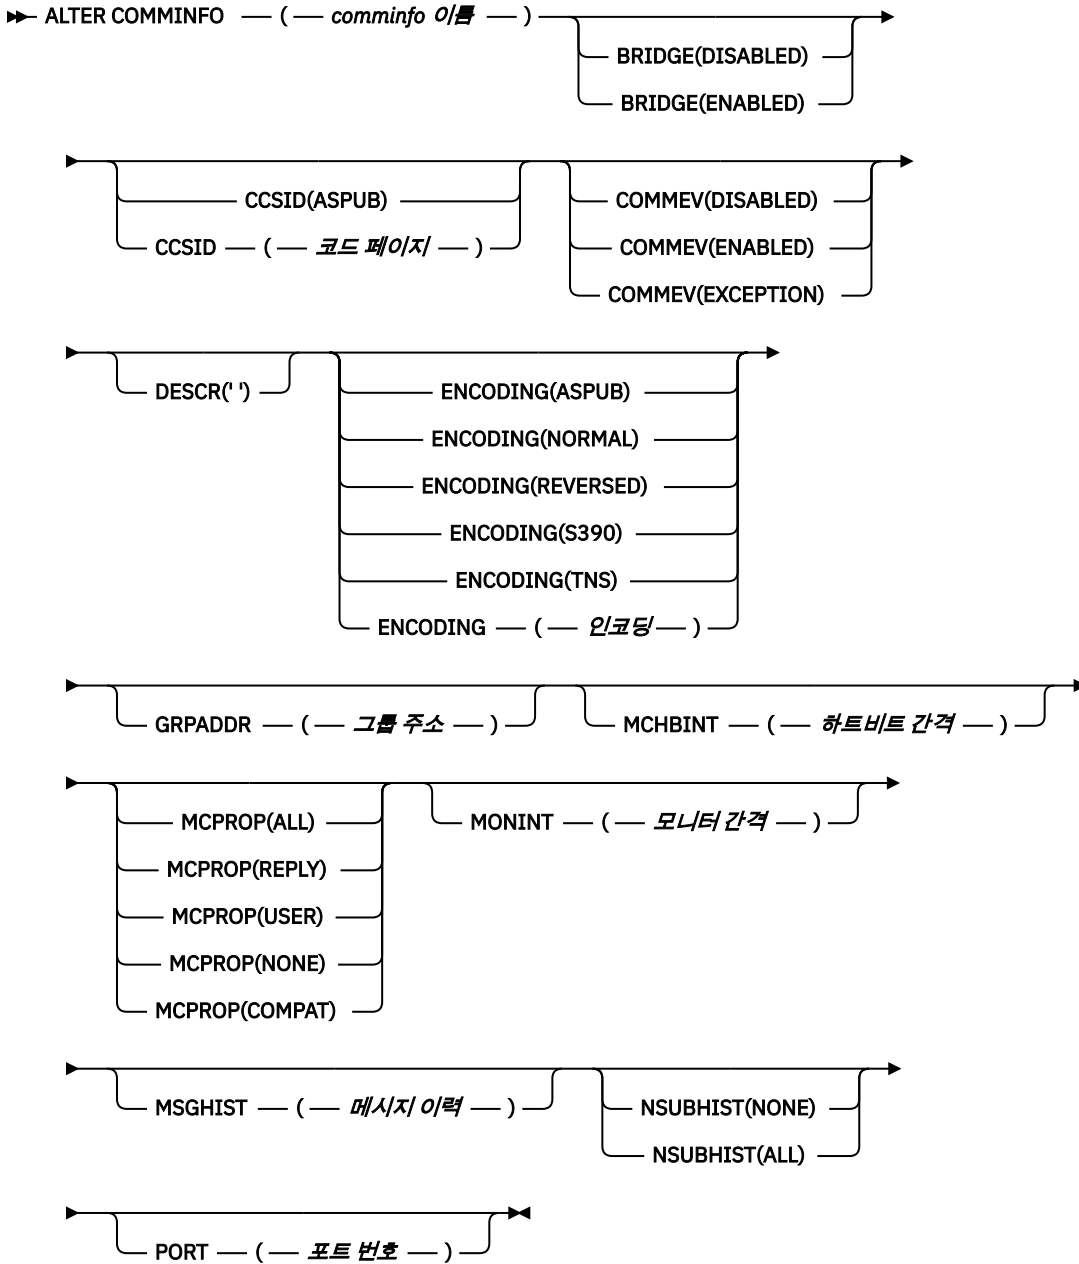 ALTER COMMINFO ( comminfo 이름 )
BRIDGE(DISABLED)
BRIDGE(ENABLED)
CCSID(ASPUB)
CCSID ( 코드 페이지 )
COMMEV(DISABLED)
COMMEV(ENABLED)
COMMEV(EXCEPTION)
DESCR(' ')
ENCODING(ASPUB)
ENCODING(NORMAL)
ENCODING(REVERSED)
ENCODING(S390)
ENCODING(TNS)
ENCODING ( 인코딩 )
GRPADDR ( 그룹 주소 )
MCHBINT ( 하트비트 간격 )
MCPROP(ALL)
MCPROP(REPLY)
MCPROP(USER)
MCPROP(NONE)
MCPROP(COMPAT)
MONINT ( 모니터 간격 )
MSGHIST ( 메시지 이력 )
NSUBHIST(NONE)
NSUBHIST(ALL)
PORT ( 포트 번호 )